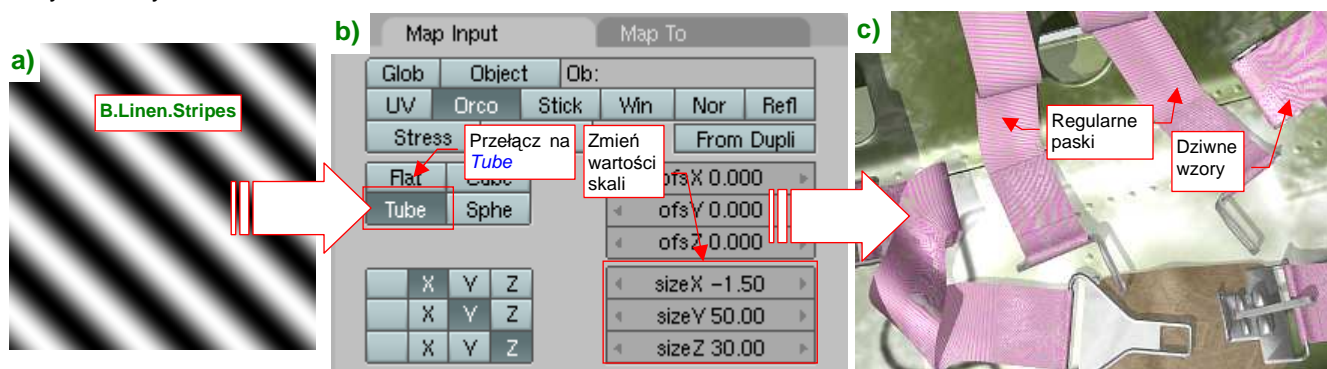 a)
B.Linen.Stripes
b)
Map Input
Map To
Glob
Object
Ob:
UV
Orco
Stick
Win
Nor
Refl
Stress
From Dupli
Przełącz na
Tube
Zmień
wartości
skali
Flat
Cube
Tube
Sphe
ofsX 0.000
ofsY 0.000
ofsZ 0.000
X Y Z
X Y Z
X Y Z
sizeX -1.50
sizeY 50.00
sizeZ 30.00
c)
Regularne
paski
Dziwne
wzory